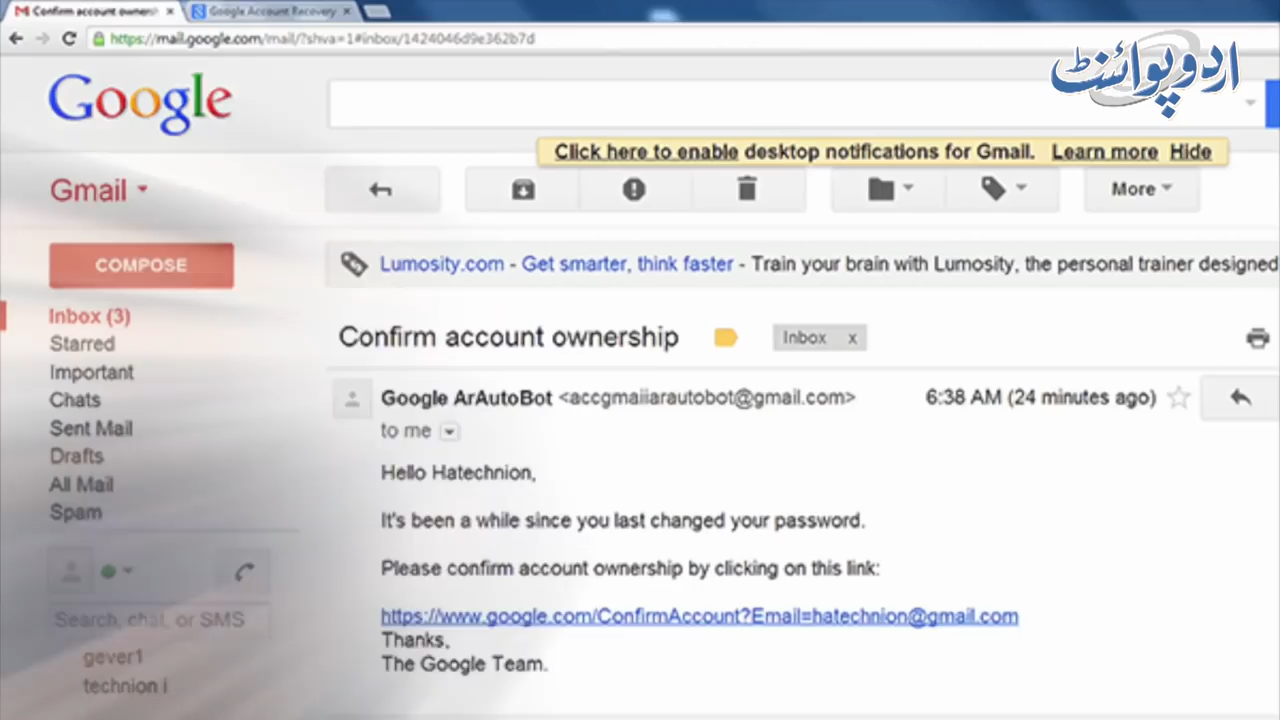 Confirm account owners
Google Account Recovery
https://mail.google.com/mail/?shva=1#inbox/1424046d9e362b7d
اردوپوائنٹ
Google
Click here to enable desktop notifications for Gmail. Learn more Hide
Gmail
More
COMPOSE
Lumosity.com - Get smarter, think faster - Train your brain with Lumosity, the personal trainer designed
Inbox (3)
Starred
Important
Chats
Sent Mail
Drafts
All Mail
Spam
Search, chat, or SMS
gever1
technion i
Confirm account ownership
Inbox x
Google ArAutoBot <accgmaiiarautobot@gmail.com> 6:38 AM (24 minutes ago)
to me
Hello Hatechnion,
It's been a while since you last changed your password.
Please confirm account ownership by clicking on this link:
https://www.google.com/ConfirmAccount?Email=hatechnion@gmail.com
Thanks,
The Google Team.